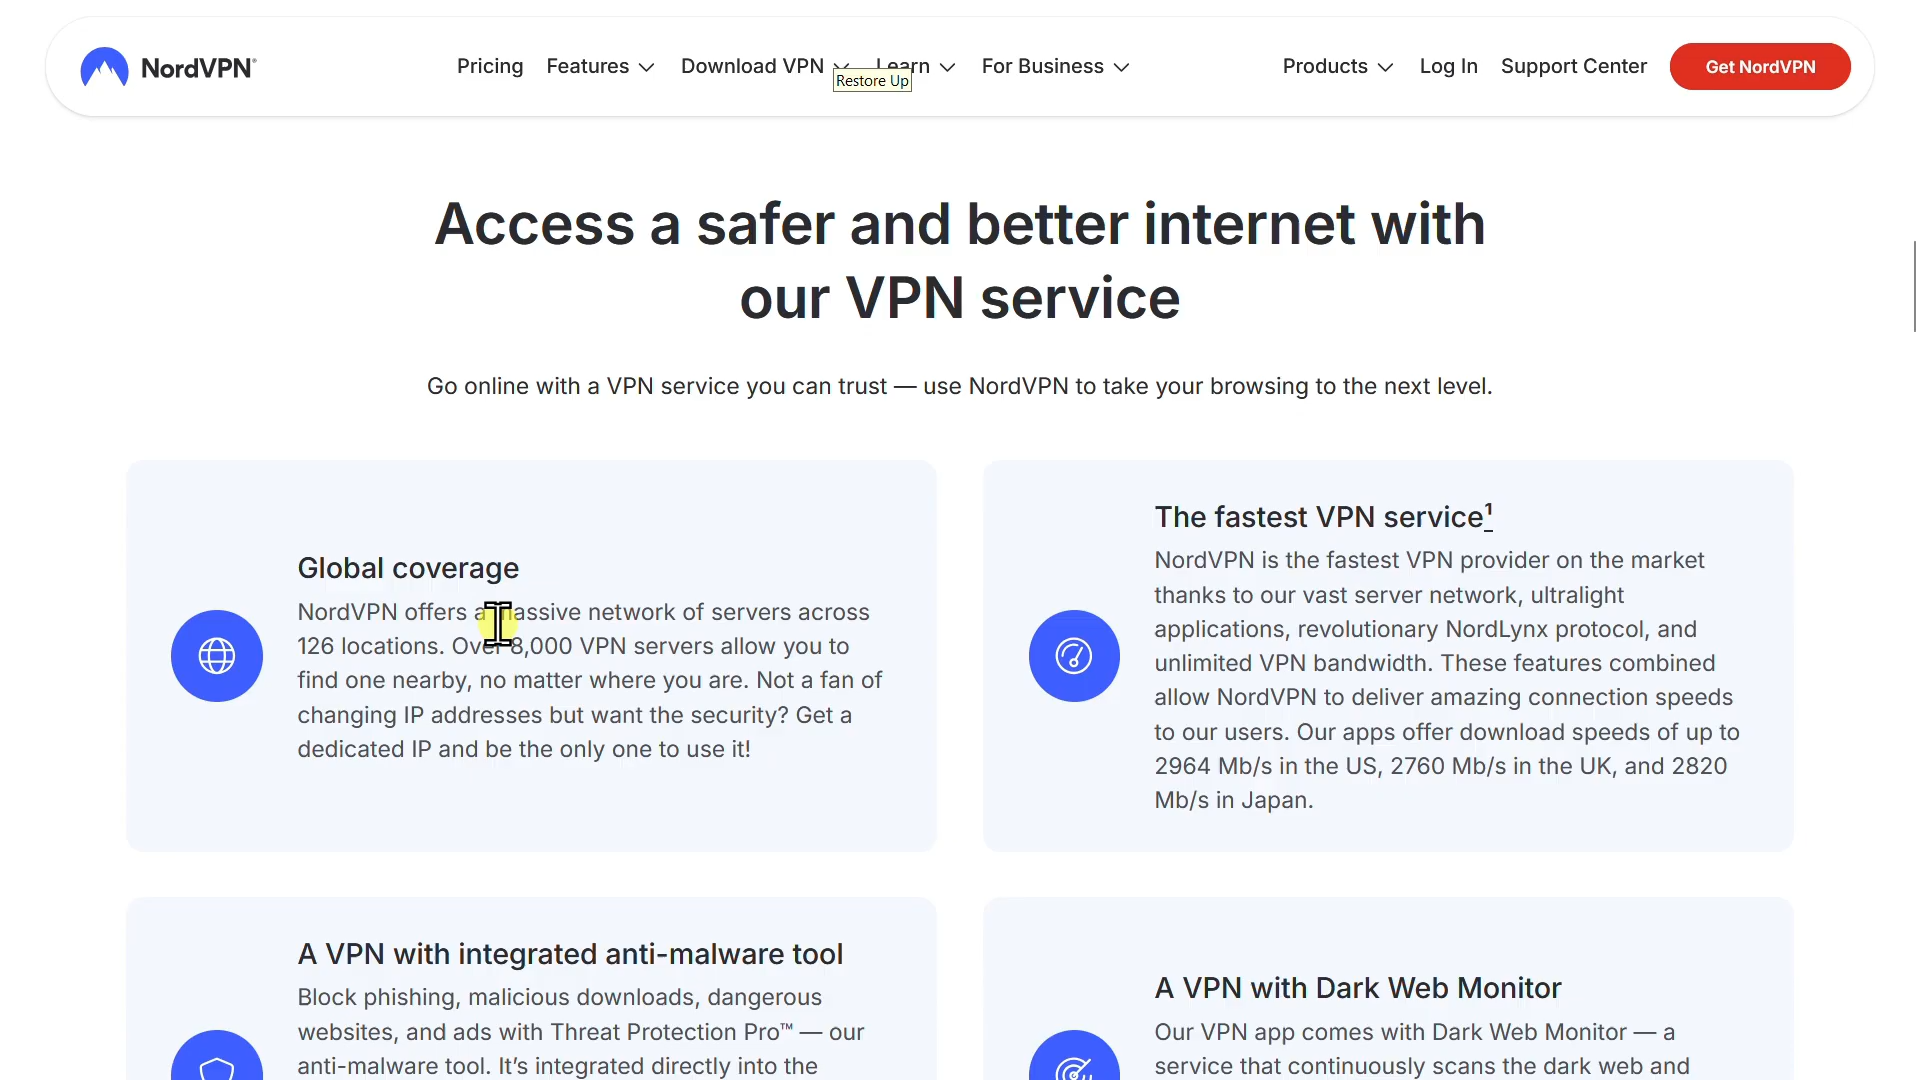 NordVPN®
Pricing
Features
Download VPN
Learn
For Business
Products
Log In
Support Center
Get NordVPN
Restore Up
Access a safer and better internet with
our VPN service
Go online with a VPN service you can trust — use NordVPN to take your browsing to the next level.
Global coverage
NordVPN offers a massive network of servers across
126 locations. Over 8,000 VPN servers allow you to
find one nearby, no matter where you are. Not a fan of
changing IP addresses but want the security? Get a
dedicated IP and be the only one to use it!
The fastest VPN service¹
NordVPN is the fastest VPN provider on the market
thanks to our vast server network, ultralight
applications, revolutionary NordLynx protocol, and
unlimited VPN bandwidth. These features combined
allow NordVPN to deliver amazing connection speeds
to our users. Our apps offer download speeds of up to
2964 Mb/s in the US, 2760 Mb/s in the UK, and 2820
Mb/s in Japan.
A VPN with integrated anti-malware tool
Block phishing, malicious downloads, dangerous
websites, and ads with Threat Protection Pro™ — our
anti-malware tool. It’s integrated directly into the
A VPN with Dark Web Monitor
Our VPN app comes with Dark Web Monitor — a
service that continuously scans the dark web and